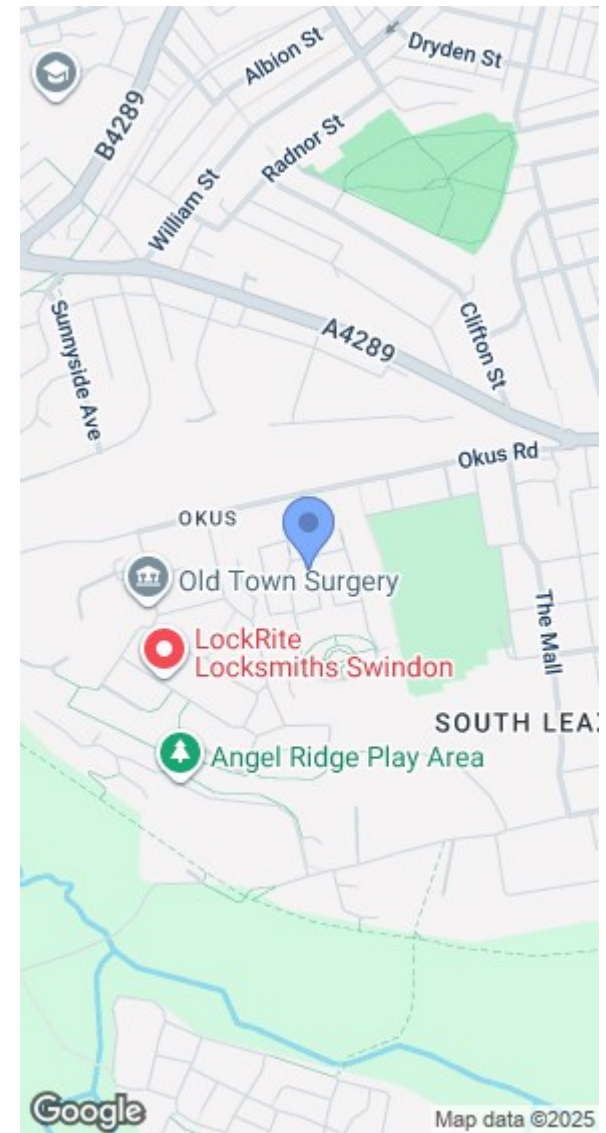 Albion St
Dryden St
B4289
Radnor St
William St
A4289
Sunnyside Ave
Clifton St
Okus Rd
OKUS
Old Town Surgery
The Mall
LockRite
Locksmiths Swindon
SOUTH LEAZ
Angel Ridge Play Area
Google
Map data ©2025